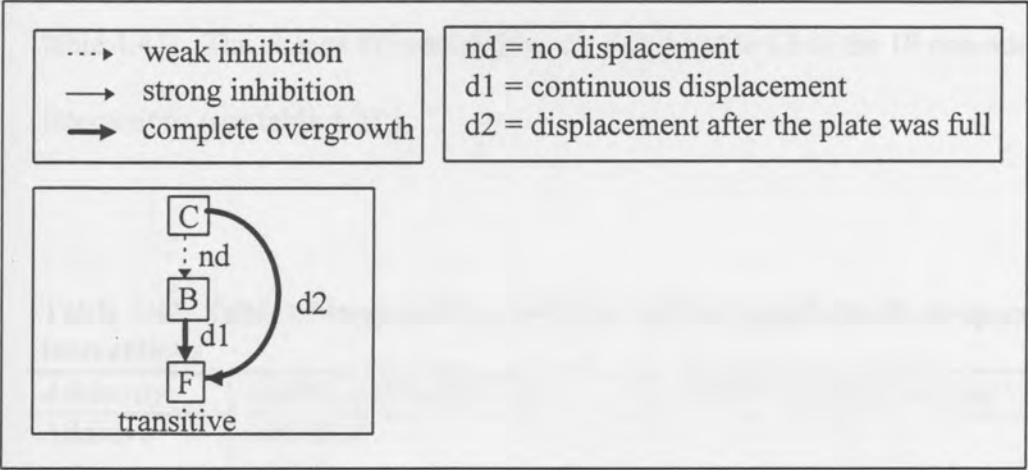 weak inhibition
strong inhibition
complete overgrowth
nd = no displacement
d1 = continuous displacement
d2 = displacement after the plate was full
C
nd
B
d2
d1
F
transitive